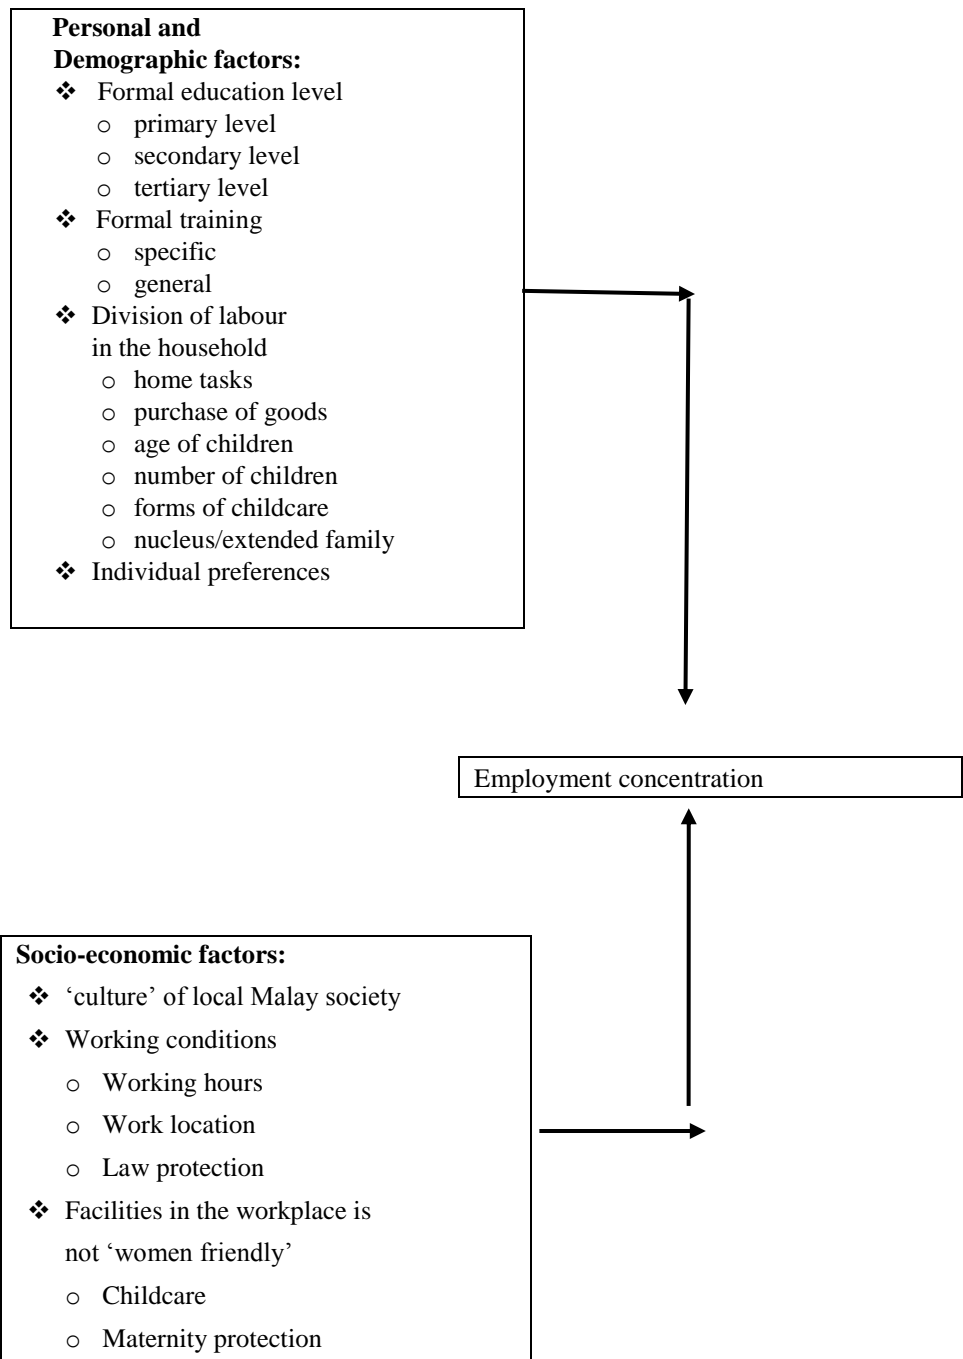 Personal and
Demographic factors:
❖ Formal education level
o primary level
o secondary level
o tertiary level
❖ Formal training
o specific
o general
❖ Division of labour
in the household
o home tasks
o purchase of goods
o age of children
o number of children
o forms of childcare
o nucleus/extended family
❖ Individual preferences
Employment concentration
Socio-economic factors:
❖ ‘culture’ of local Malay society
❖ Working conditions
o Working hours
o Work location
o Law protection
❖ Facilities in the workplace is
not ‘women friendly’
o Childcare
o Maternity protection